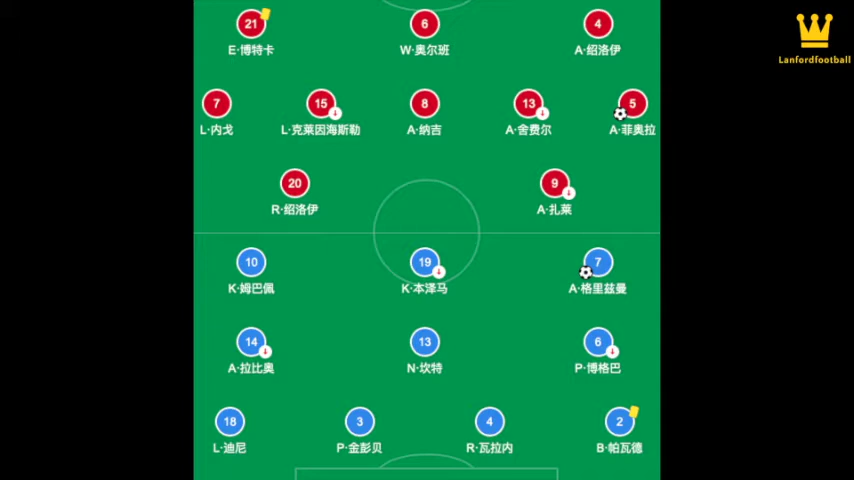 21 6 4
E·博特卡 W·奥尔班 A·绍洛伊
Lanfordfootball
7 15 8 13 5
L·内戈 L·克莱因海斯勒 A·纳吉 A·舍费尔 A·菲奥拉
20 9
R·绍洛伊 A·扎莱
10 19 7
K·姆巴佩 K·本泽马 A·格里兹曼
14 13 6
A·拉比奥 N·坎特 P·博格巴
18 3 4 2
L·迪尼 P·金彭贝 R·瓦拉内 B·帕瓦德